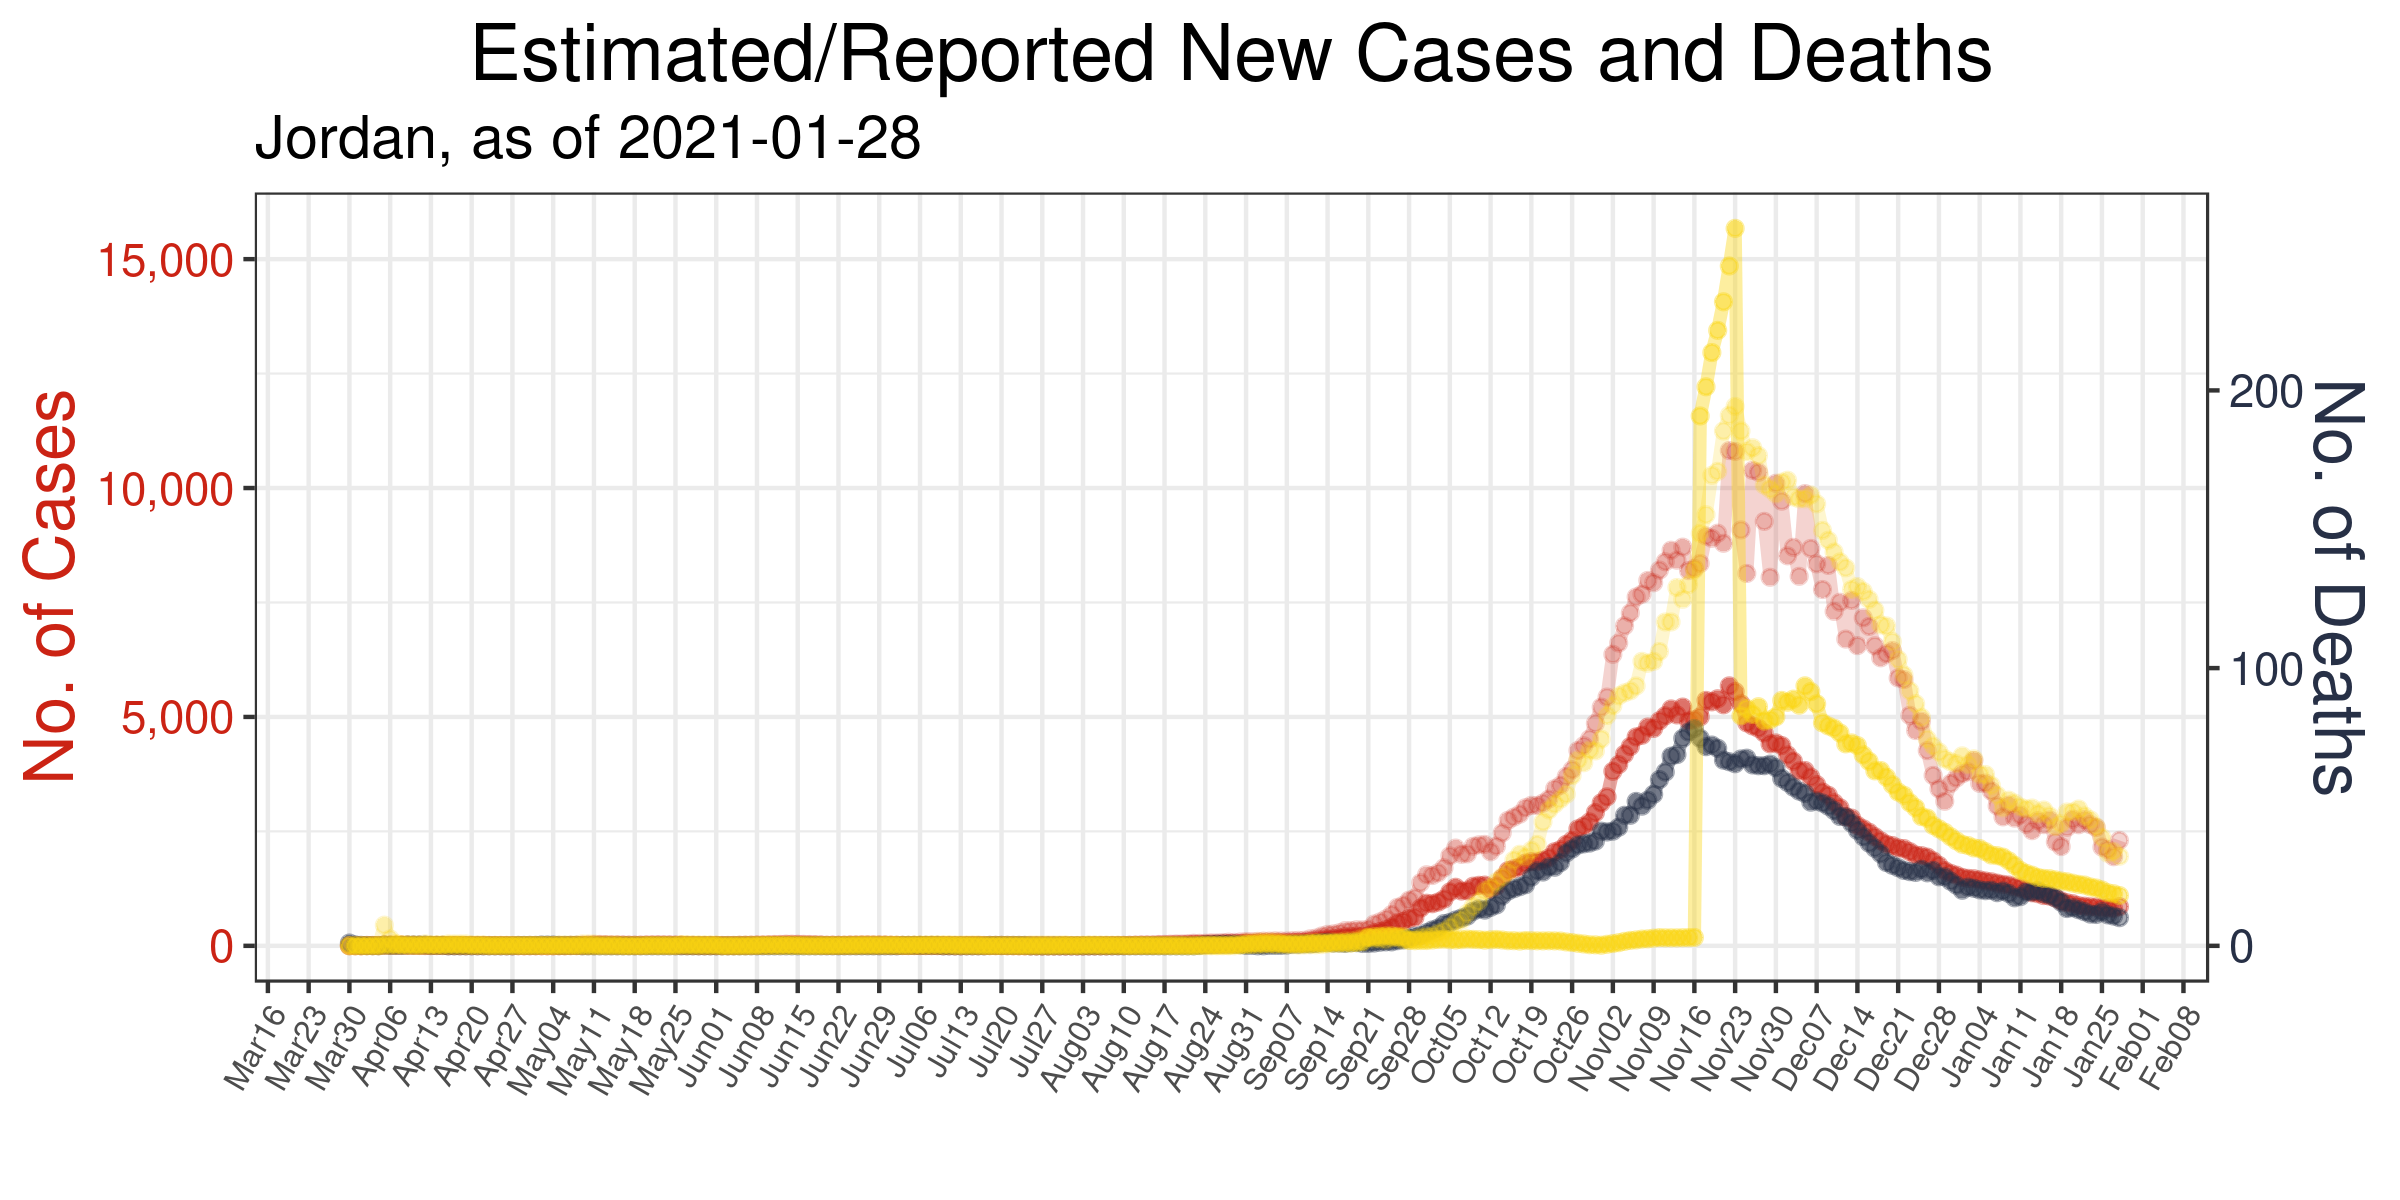 Estimated/Reported New Cases and Deaths
Jordan, as of 2021-01-28
No. of Cases
15,000
10,000
5,000
0
200
100
0
No. of Deaths
Mar16
Mar23
Mar30
Apr06
Apr13
Apr20
Apr27
May04
May11
May18
May25
Jun01
Jun08
Jun15
Jun22
Jun29
Jul06
Jul13
Jul20
Jul27
Aug03
Aug10
Aug17
Aug24
Aug31
Sep07
Sep14
Sep21
Sep28
Oct05
Oct12
Oct19
Oct26
Nov02
Nov09
Nov16
Nov23
Nov30
Dec07
Dec14
Dec21
Dec28
Jan04
Jan11
Jan18
Jan25
Feb01
Feb08